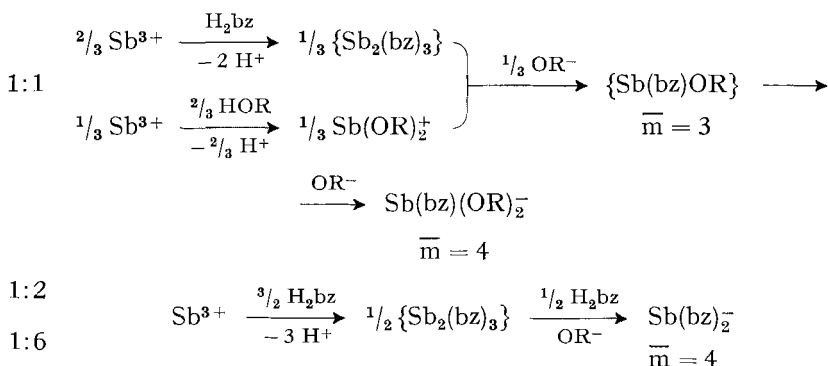 2/3 Sb3+ H2bz − 2 H+ 1/3 {Sb2(bz)3}
1:1 1/3 OR− {Sb(bz)OR}
1/3 Sb3+ 2/3 HOR − 2/3 H+ 1/3 Sb(OR)2+ m̅ = 3
OR− Sb(bz)(OR)2−
m̅ = 4
1:2
1:6
Sb3+ 3/2 H2bz − 3 H+ 1/2 {Sb2(bz)3} 1/2 H2bz OR− Sb(bz)2−
m̅ = 4